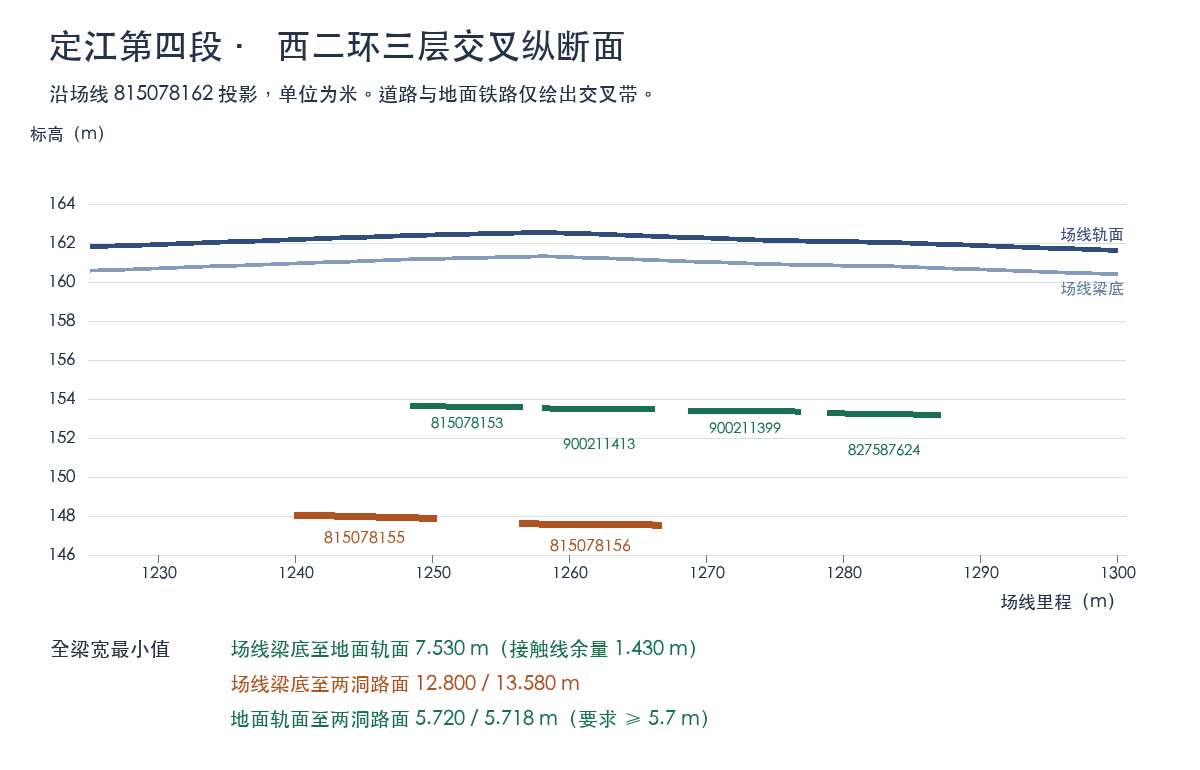 定江第四段 · 西二环三层交叉纵断面
沿场线 815078162 投影，单位为米。道路与地面铁路仅绘出交叉带。
标高（m）
164
162
160
158
156
154
152
150
148
146
场线轨面
场线梁底
815078153
900211413
900211399
827587624
815078155
815078156
1230 1240 1250 1260 1270 1280 1290 1300
场线里程（m）
全梁宽最小值
场线梁底至地面轨面 7.530 m（接触线余量 1.430 m）
场线梁底至两洞路面 12.800 / 13.580 m
地面轨面至两洞路面 5.720 / 5.718 m（要求 ≥ 5.7 m）